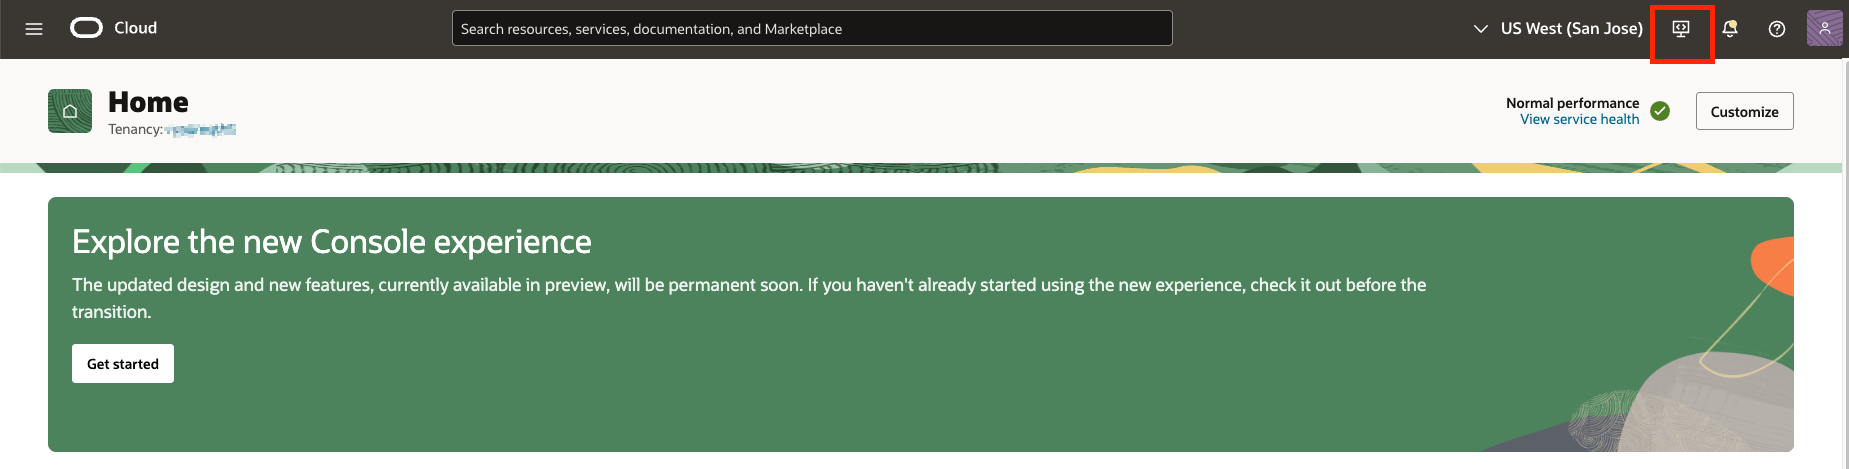 Cloud
Search resources, services, documentation, and Marketplace
US West (San Jose)
Home
Tenancy:
Normal performance
View service health
Customize
Explore the new Console experience
The updated design and new features, currently available in preview, will be permanent soon. If you haven't already started using the new experience, check it out before the
transition.
Get started